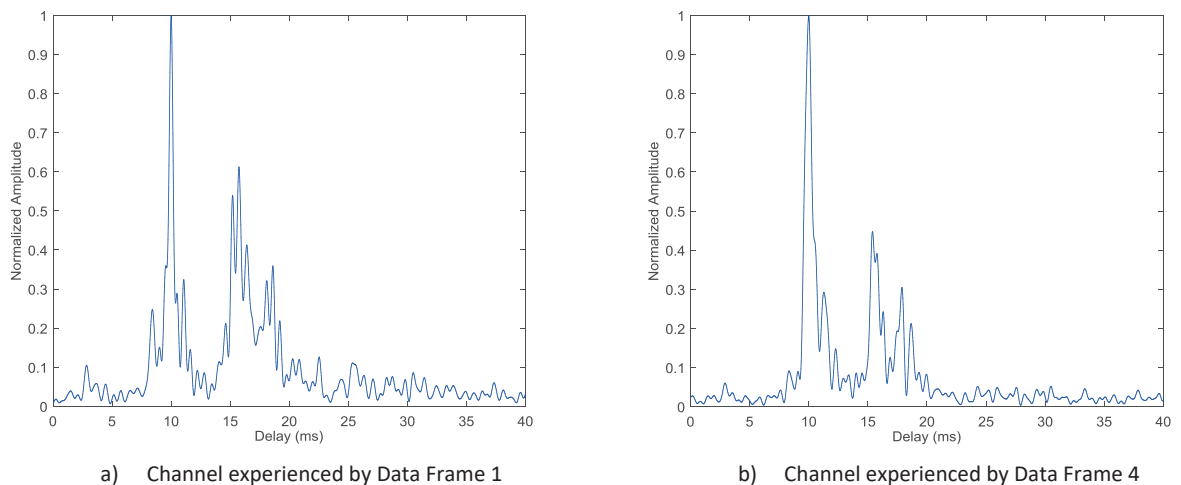 1
0.9
0.8
0.7
0.6
0.5
0.4
0.3
0.2
0.1
0
Normalized Amplitude
0 5 10 15 20 25 30 35 40
Delay (ms)
a) Channel experienced by Data Frame 1
1
0.9
0.8
0.7
0.6
0.5
0.4
0.3
0.2
0.1
0
Normalized Amplitude
0 5 10 15 20 25 30 35 40
Delay (ms)
b) Channel experienced by Data Frame 4